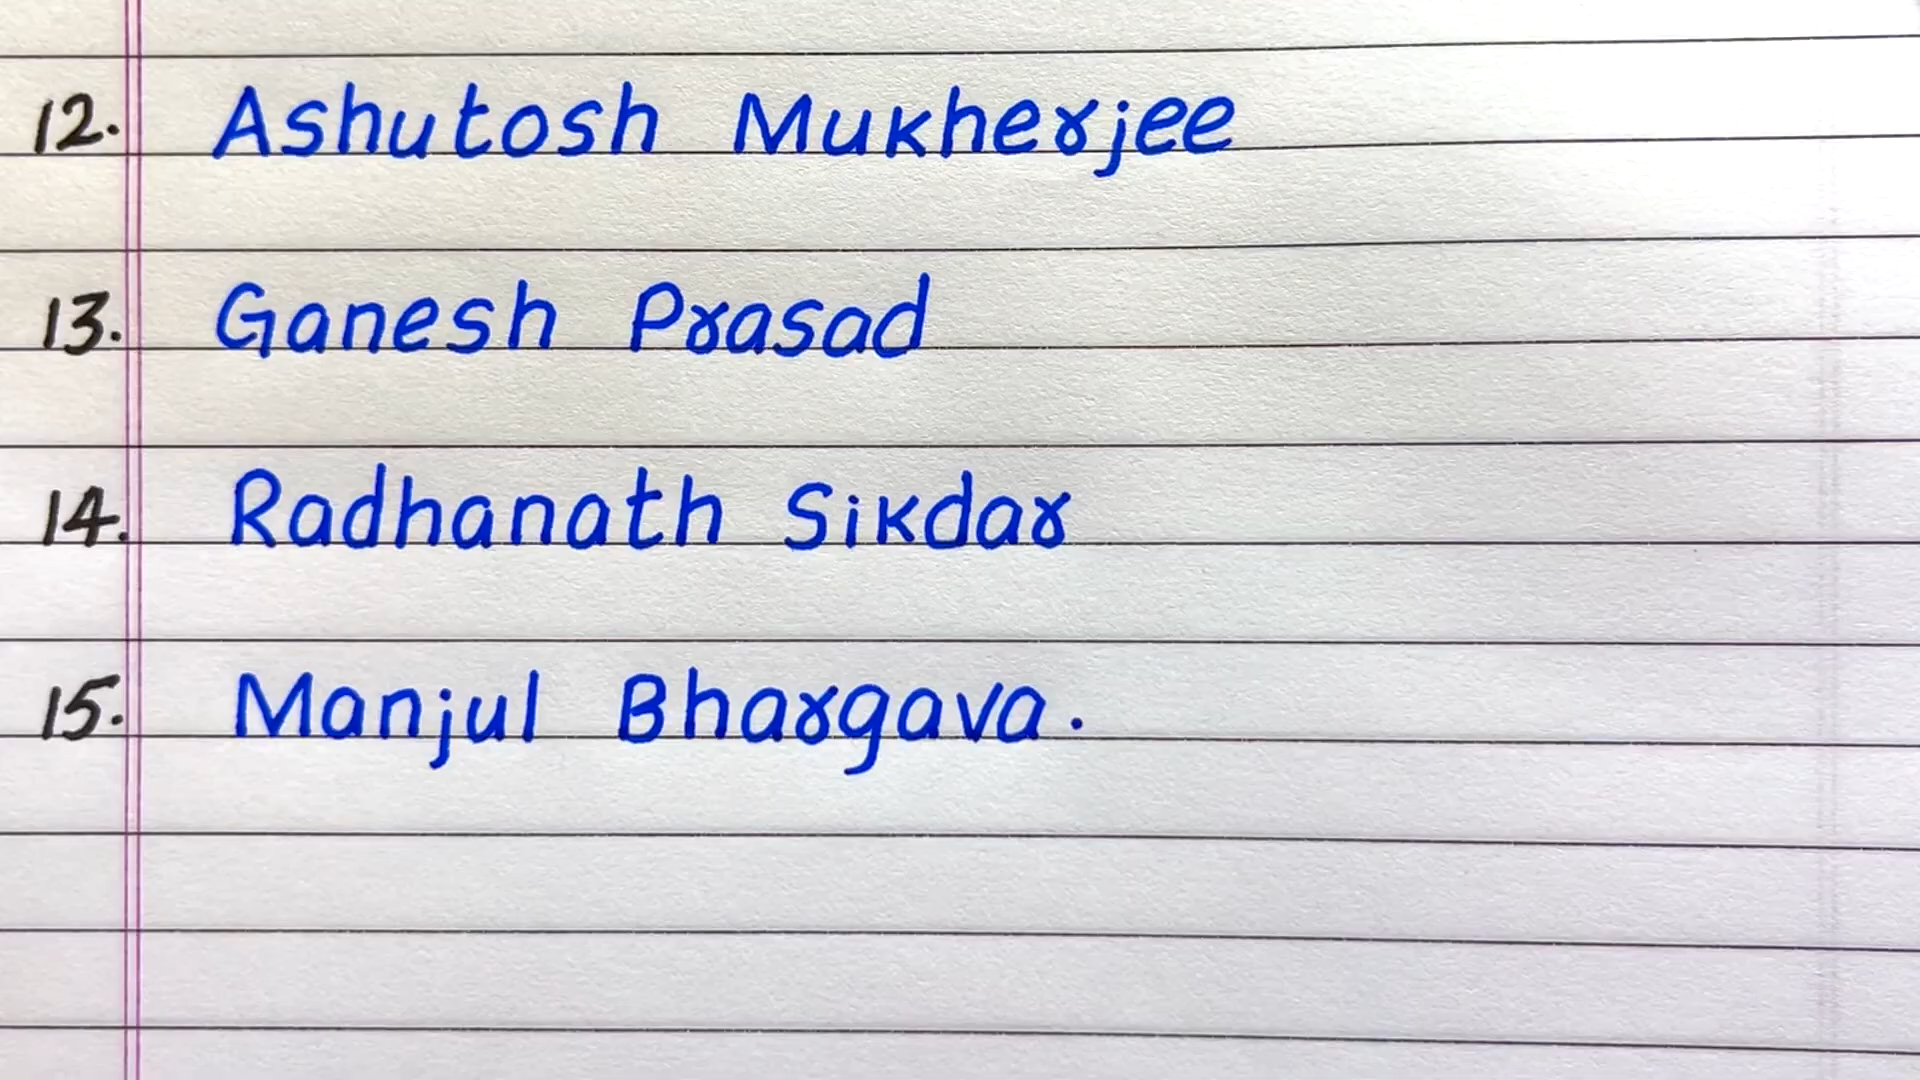 12. Ashutosh Mukherjee
13. Ganesh Prasad
14. Radhanath Sikdar
15. Manjul Bhargava.